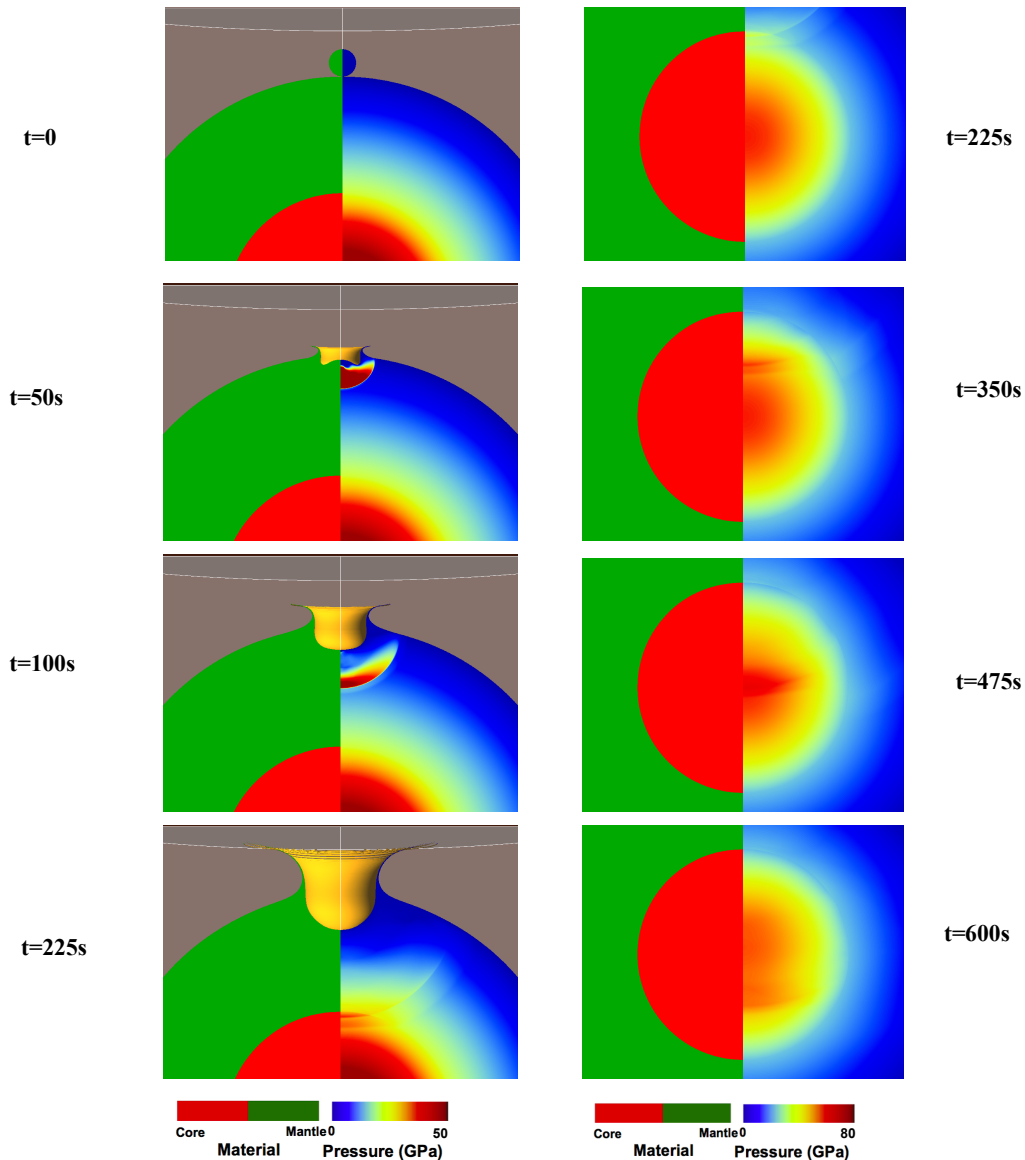 t=0
t=50s
t=100s
t=225s
t=225s
t=350s
t=475s
t=600s
Core Mantle 0 50
Material Pressure (GPa)
Core Mantle 0 80
Material Pressure (GPa)